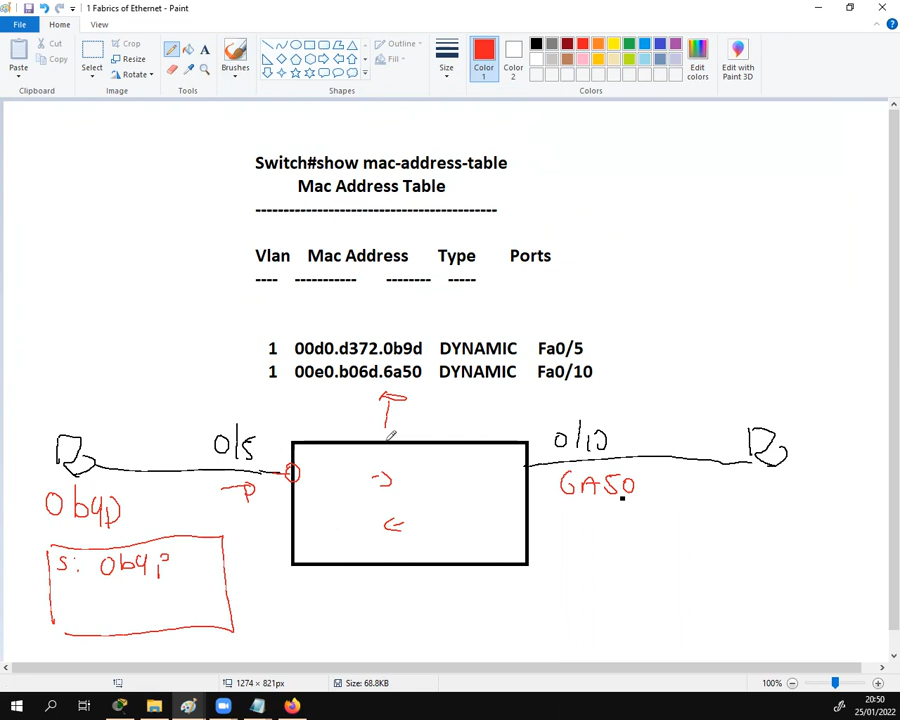 1 Fabrics of Ethernet - Paint
File Home View
Paste
Cut
Copy
Clipboard
Select
Crop
Resize
Rotate
Image
A
Tools
Brushes
Shapes
Outline
Fill
Size
Color 1
Color 2
Colors
Edit colors
Edit with Paint 3D
Switch#show mac-address-table
Mac Address Table
-------------------------------------------
Vlan Mac Address Type Ports
---- ----------- -------- -----
1 00d0.d372.0b9d DYNAMIC Fa0/5
1 00e0.b06d.6a50 DYNAMIC Fa0/10
0/5
0/10
GA50
S:
1274 × 821px
Size: 68.8KB
100%
20:50
25/01/2022